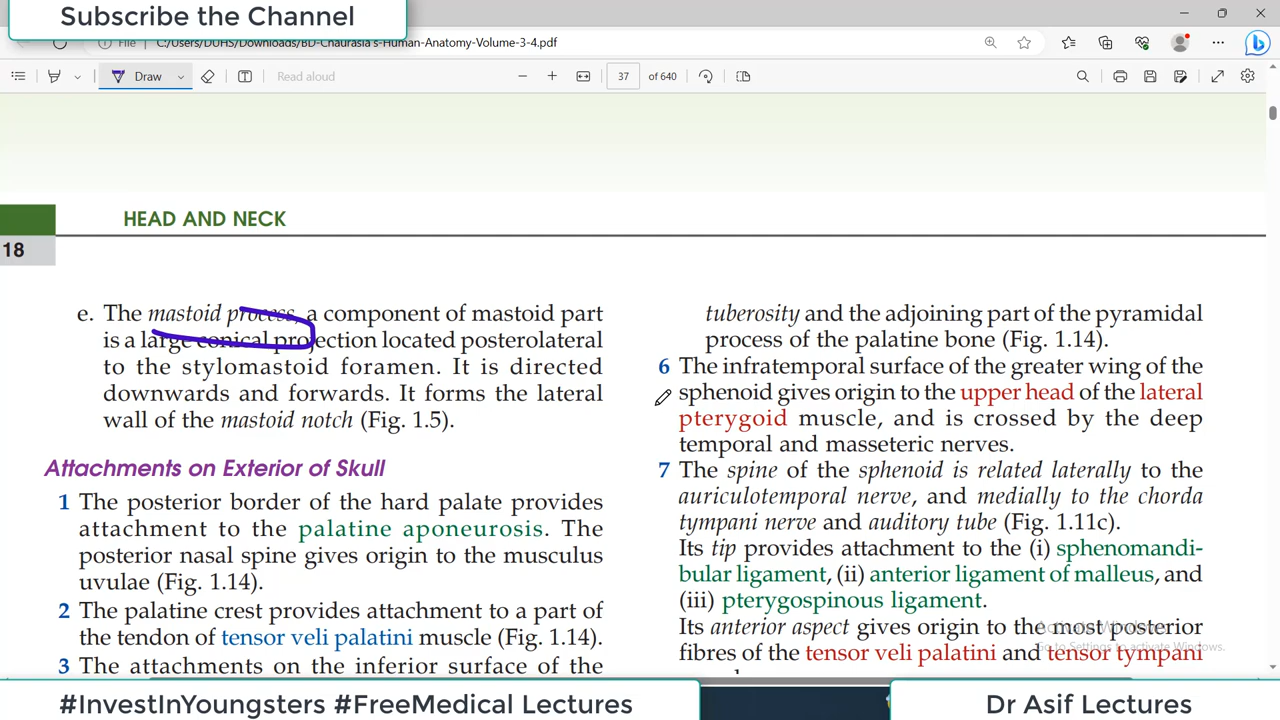 Subscribe the Channel
File
C:/Users/DUHS/Downloads/BD-Chaurasia's-Human-Anatomy-Volume-3-4.pdf
Draw
Read aloud
37
of 640
HEAD AND NECK
18
e. The mastoid process, a component of mastoid part
is a large conical projection located posterolateral
to the stylomastoid foramen. It is directed
downwards and forwards. It forms the lateral
wall of the mastoid notch (Fig. 1.5).
Attachments on Exterior of Skull
1 The posterior border of the hard palate provides
attachment to the palatine aponeurosis. The
posterior nasal spine gives origin to the musculus
uvulae (Fig. 1.14).
2 The palatine crest provides attachment to a part of
the tendon of tensor veli palatini muscle (Fig. 1.14).
3 The attachments on the inferior surface of the
tuberosity and the adjoining part of the pyramidal
process of the palatine bone (Fig. 1.14).
6 The infratemporal surface of the greater wing of the
sphenoid gives origin to the upper head of the lateral
pterygoid muscle, and is crossed by the deep
temporal and masseteric nerves.
7 The spine of the sphenoid is related laterally to the
auriculotemporal nerve, and medially to the chorda
tympani nerve and auditory tube (Fig. 1.11c).
Its tip provides attachment to the (i) sphenomandi-
bular ligament, (ii) anterior ligament of malleus, and
(iii) pterygospinous ligament.
Its anterior aspect gives origin to the most posterior
fibres of the tensor veli palatini and tensor tympani
Activate Windows
Go to Settings to activate Windows.
#InvestInYoungsters #FreeMedical Lectures
Dr Asif Lectures